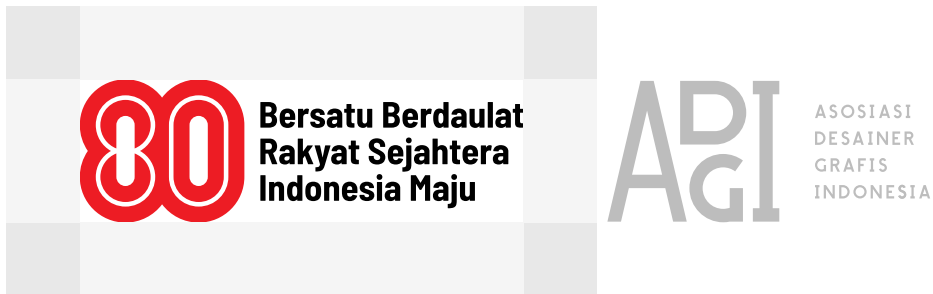 80
Bersatu Berdaulat
Rakyat Sejahtera
Indonesia Maju
ADGI
ASOSIASI
DESAINER
GRAFIS
INDONESIA